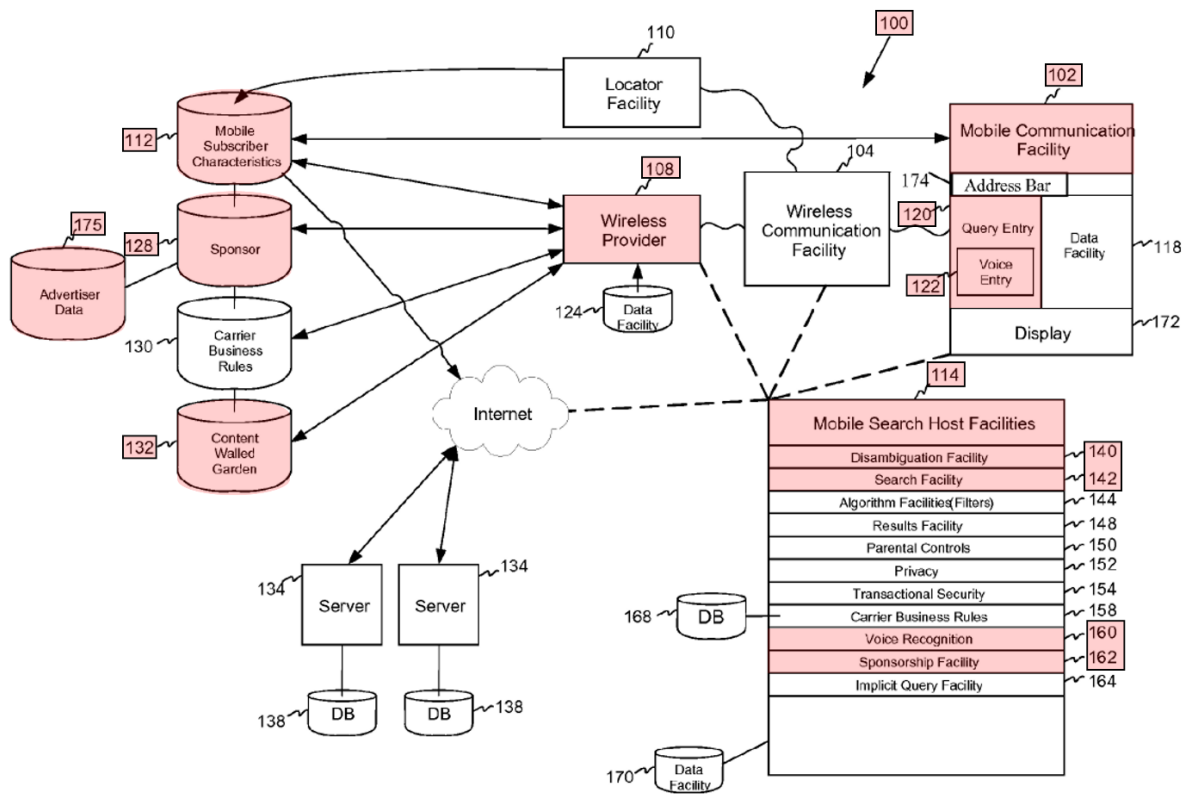 110
100
Locator
Facility
102
Mobile Communication
Facility
112
Mobile
Subscriber
Characteristics
104
Wireless
Communication
Facility
108
Wireless
Provider
174
Address Bar
120
Query Entry
122
Voice
Entry
Data
Facility
118
Display
172
175
Advertiser
Data
128
Sponsor
124
Data
Facility
130
Carrier
Business
Rules
132
Content
Walled
Garden
Internet
114
Mobile Search Host Facilities
Disambiguation Facility
140
Search Facility
142
Algorithm Facilities(Filters)
144
Results Facility
148
Parental Controls
150
Privacy
152
Transactional Security
154
Carrier Business Rules
158
Voice Recognition
160
Sponsorship Facility
162
Implicit Query Facility
164
134
Server
134
Server
168
DB
138
DB
138
DB
170
Data
Facility